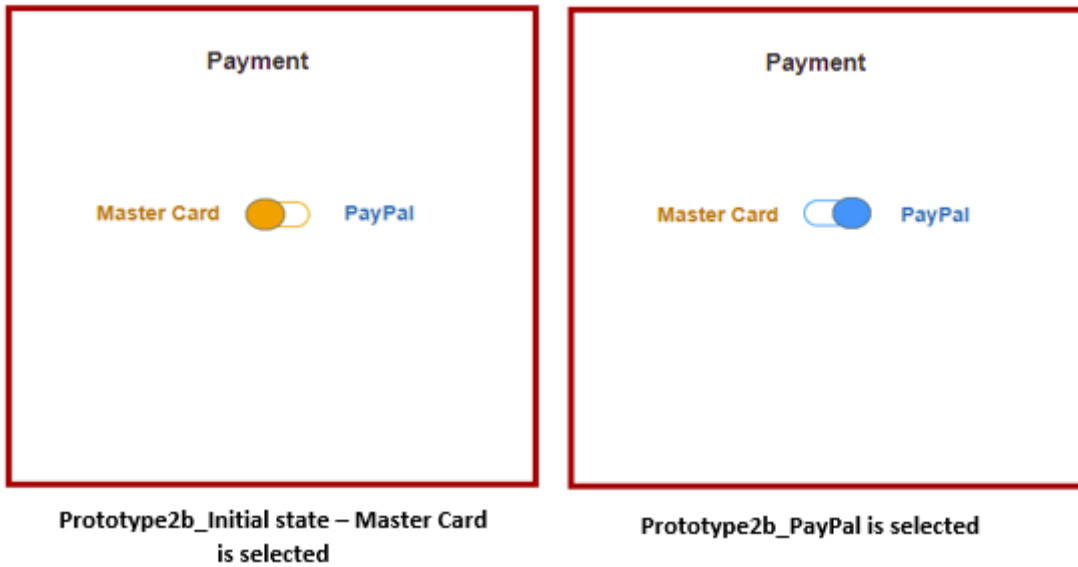 Payment
Master Card
PayPal
Prototype2b_Initial state – Master Card
is selected
Payment
Master Card
PayPal
Prototype2b_PayPal is selected